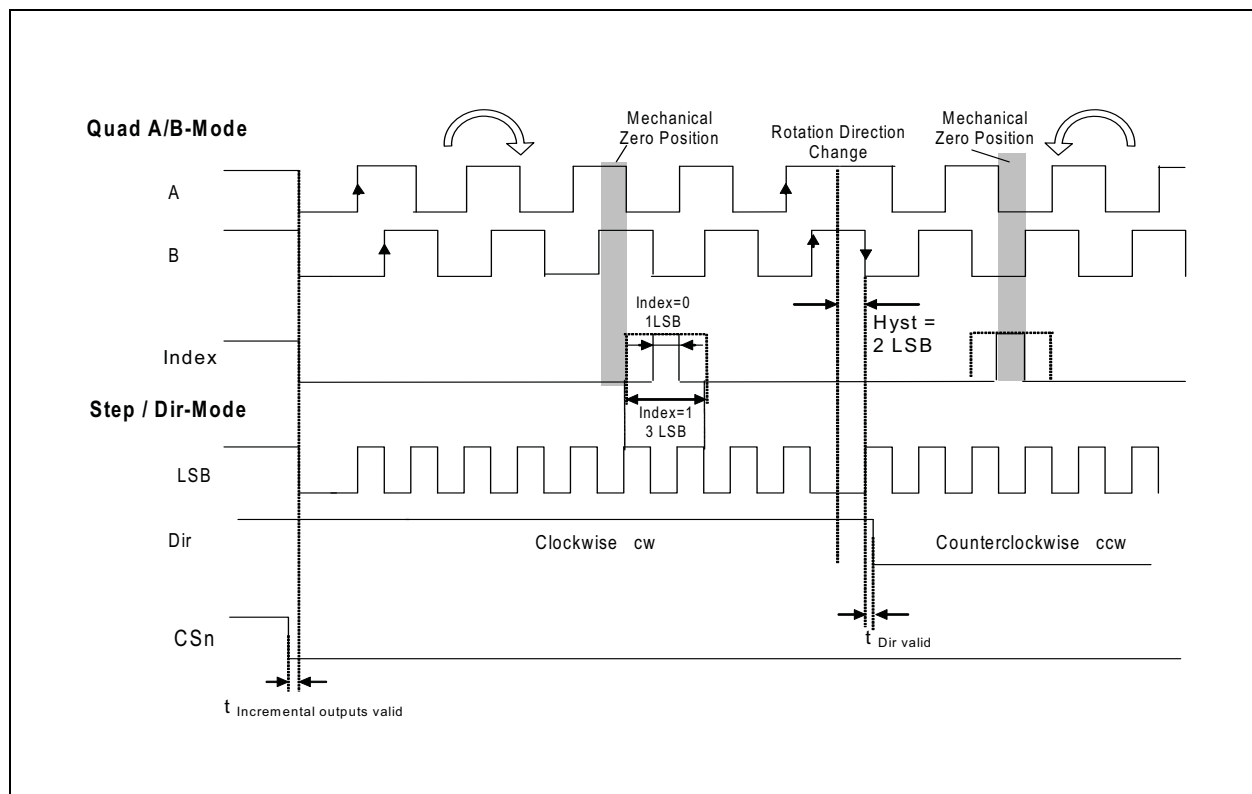 Quad A/B-Mode
Mechanical
Zero Position
Rotation Direction
Change
Mechanical
Zero Position
A
B
Index=0
1LSB
Hyst =
2 LSB
Index
Step / Dir-Mode
Index=1
3 LSB
LSB
Dir
Clockwise cw
Counterclockwise ccw
CSn
t Dir valid
t Incremental outputs valid